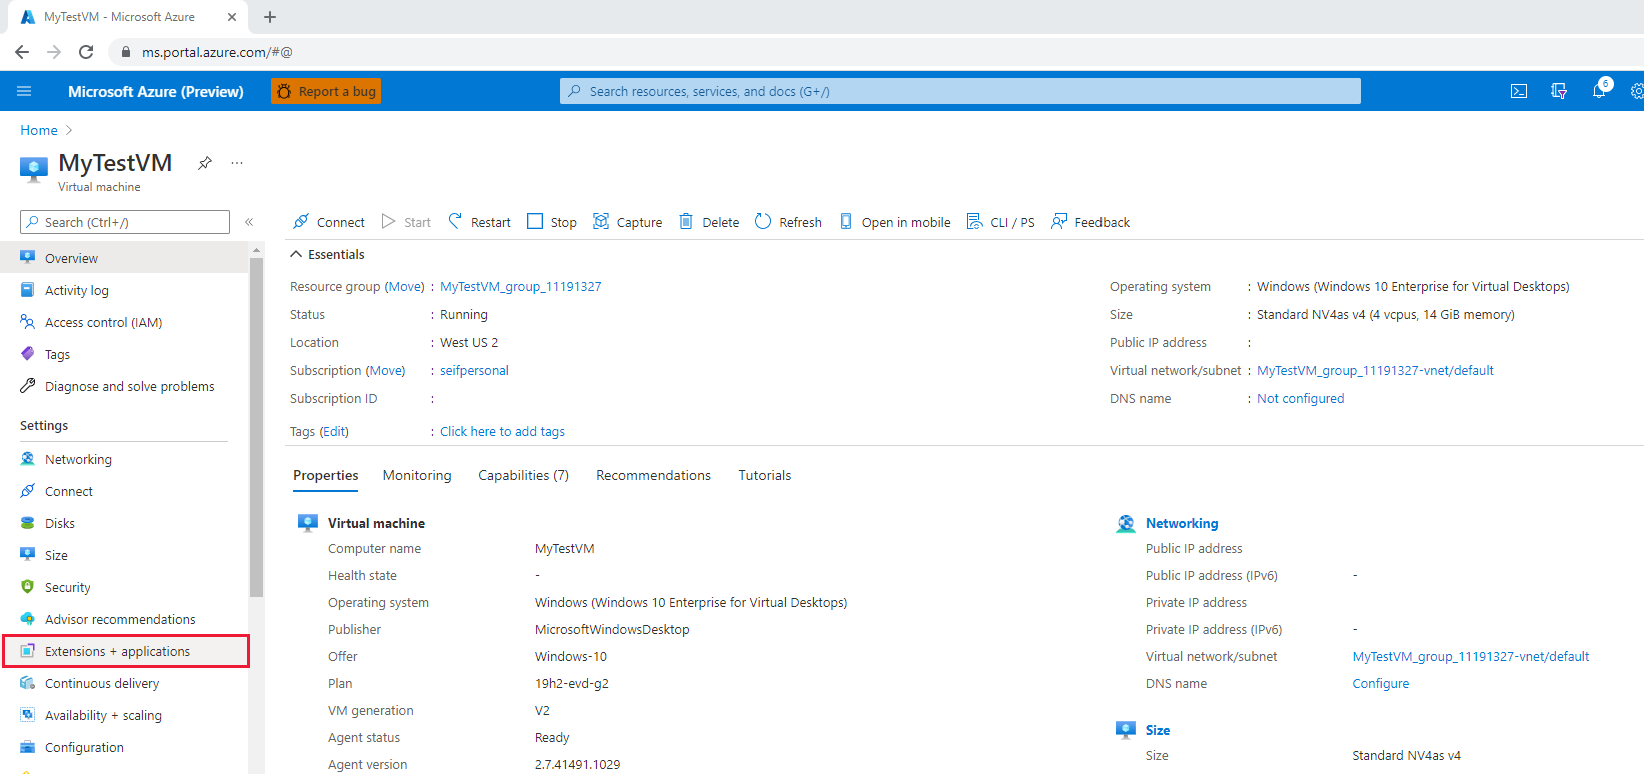 MyTestVM - Microsoft Azure
ms.portal.azure.com/#@
Microsoft Azure (Preview)
Report a bug
Search resources, services, and docs (G+/)
6
Home
MyTestVM
Virtual machine
Search (Ctrl+/)
Overview
Activity log
Access control (IAM)
Tags
Diagnose and solve problems
Settings
Networking
Connect
Disks
Size
Security
Advisor recommendations
Extensions + applications
Continuous delivery
Availability + scaling
Configuration
Connect Start Restart Stop Capture Delete Refresh Open in mobile CLI / PS Feedback
Essentials
Resource group (Move) : MyTestVM_group_11191327
Status : Running
Location : West US 2
Subscription (Move) : seifpersonal
Subscription ID :
Tags (Edit) : Click here to add tags
Operating system : Windows (Windows 10 Enterprise for Virtual Desktops)
Size : Standard NV4as v4 (4 vcpus, 14 GiB memory)
Public IP address :
Virtual network/subnet : MyTestVM_group_11191327-vnet/default
DNS name : Not configured
Properties Monitoring Capabilities (7) Recommendations Tutorials
Virtual machine
Computer name MyTestVM
Health state -
Operating system Windows (Windows 10 Enterprise for Virtual Desktops)
Publisher MicrosoftWindowsDesktop
Offer Windows-10
Plan 19h2-evd-g2
VM generation V2
Agent status Ready
Agent version 2.7.41491.1029
Networking
Public IP address
Public IP address (IPv6) -
Private IP address
Private IP address (IPv6) -
Virtual network/subnet MyTestVM_group_11191327-vnet/default
DNS name Configure
Size
Size Standard NV4as v4